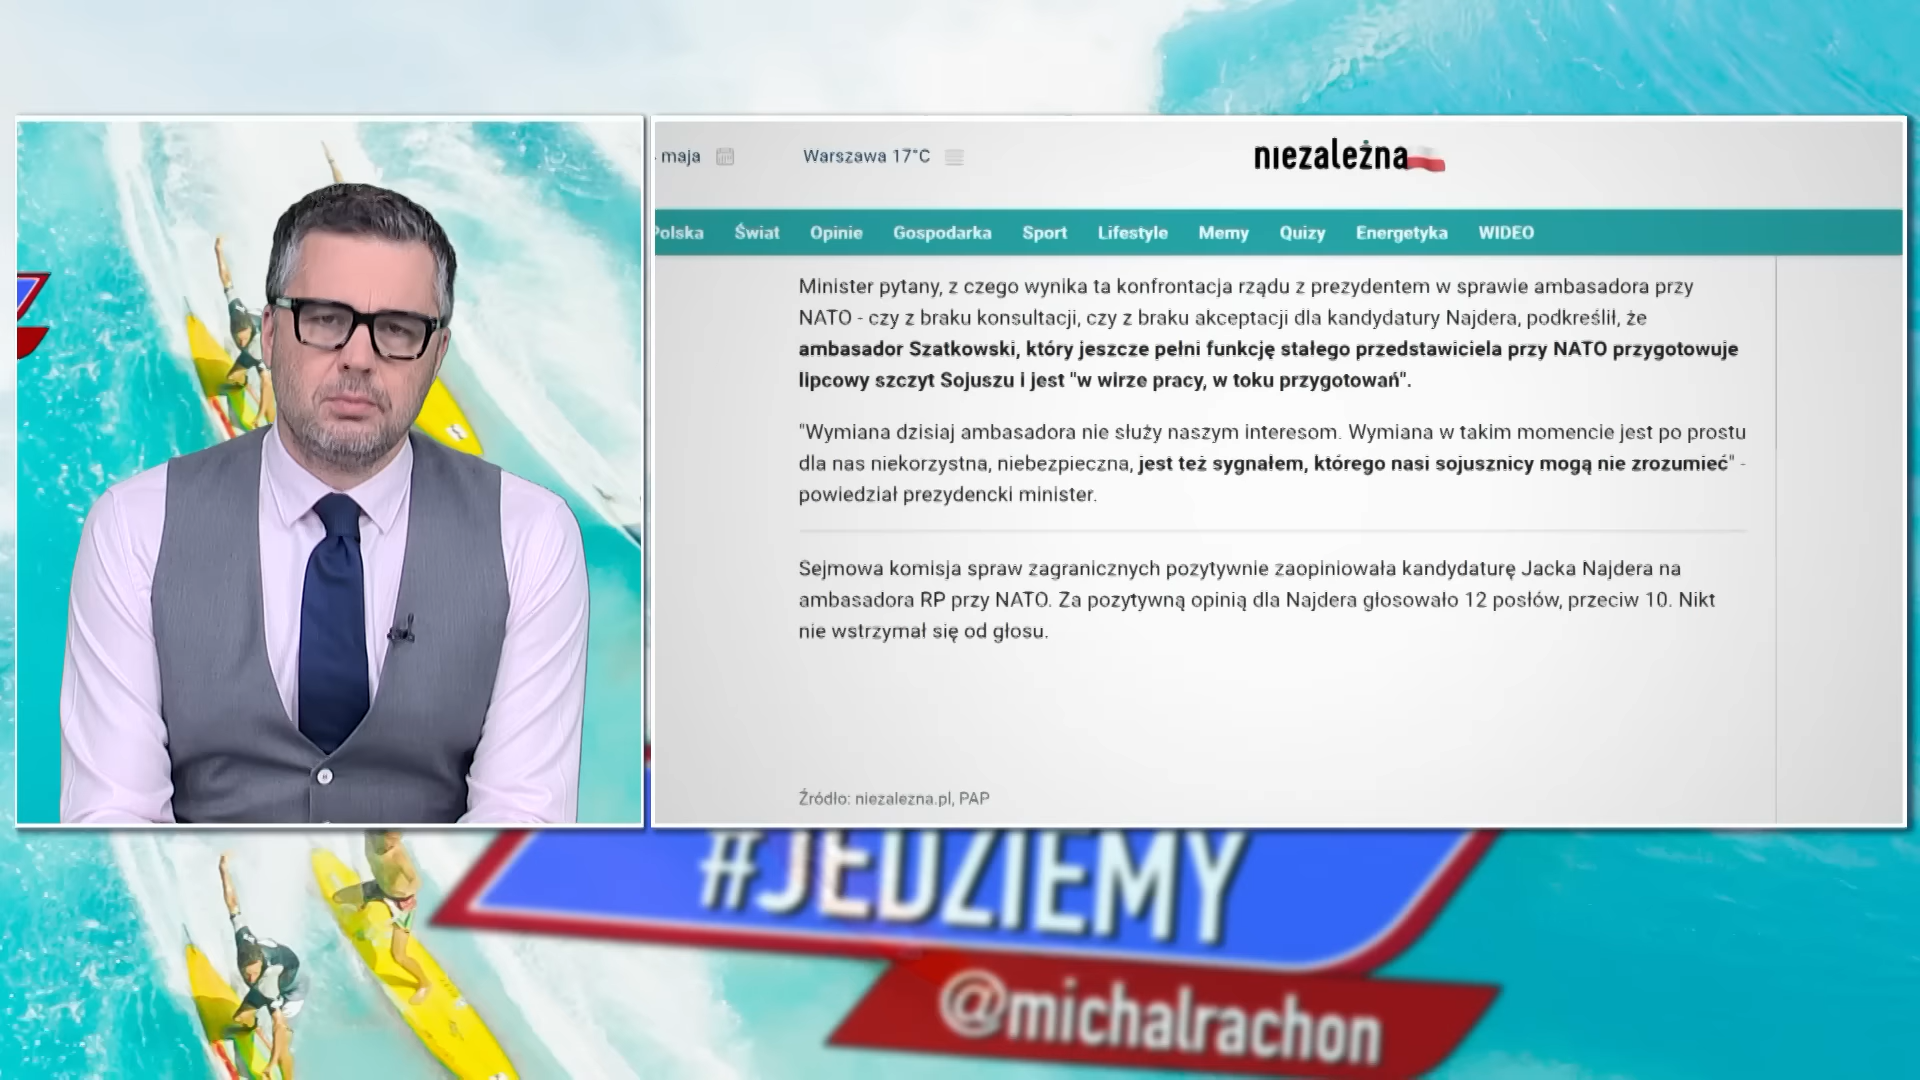 maja
Warszawa 17°C
niezależna
Polska Świat Opinie Gospodarka Sport Lifestyle Memy Quizy Energetyka WIDEO
Minister pytany, z czego wynika ta konfrontacja rządu z prezydentem w sprawie ambasadora przy
NATO - czy z braku konsultacji, czy z braku akceptacji dla kandydatury Najdera, podkreślił, że
ambasador Szatkowski, który jeszcze pełni funkcję stałego przedstawiciela przy NATO przygotowuje
lipcowy szczyt Sojuszu i jest "w wirze pracy, w toku przygotowań".
"Wymiana dzisiaj ambasadora nie służy naszym interesom. Wymiana w takim momencie jest po prostu
dla nas niekorzystna, niebezpieczna, jest też sygnałem, którego nasi sojusznicy mogą nie zrozumieć" -
powiedział prezydencki minister.
Sejmowa komisja spraw zagranicznych pozytywnie zaopiniowała kandydaturę Jacka Najdera na
ambasadora RP przy NATO. Za pozytywną opinią dla Najdera głosowało 12 posłów, przeciw 10. Nikt
nie wstrzymał się od głosu.
Źródło: niezalezna.pl, PAP
#JEDZIEMY
@michalrachon